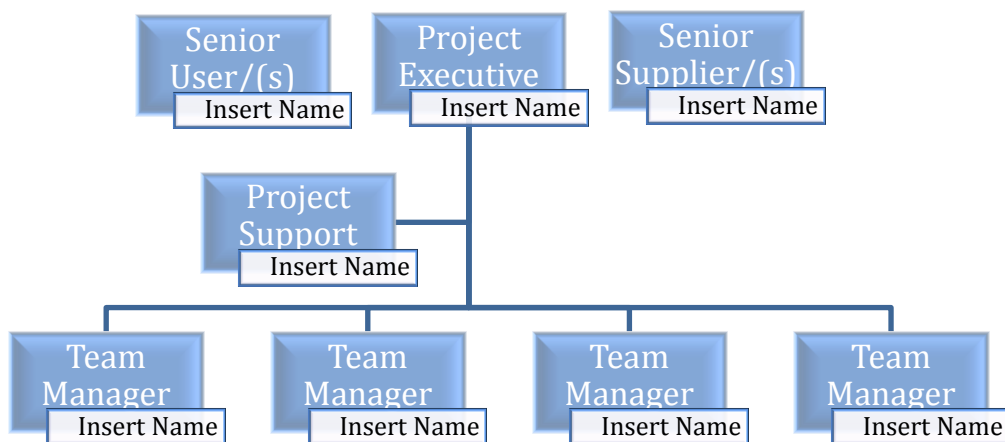 Senior
User/(s)
Insert Name
Project
Executive
Insert Name
Senior
Supplier/(s)
Insert Name
Project
Support
Insert Name
Team
Manager
Insert Name
Team
Manager
Insert Name
Team
Manager
Insert Name
Team
Manager
Insert Name